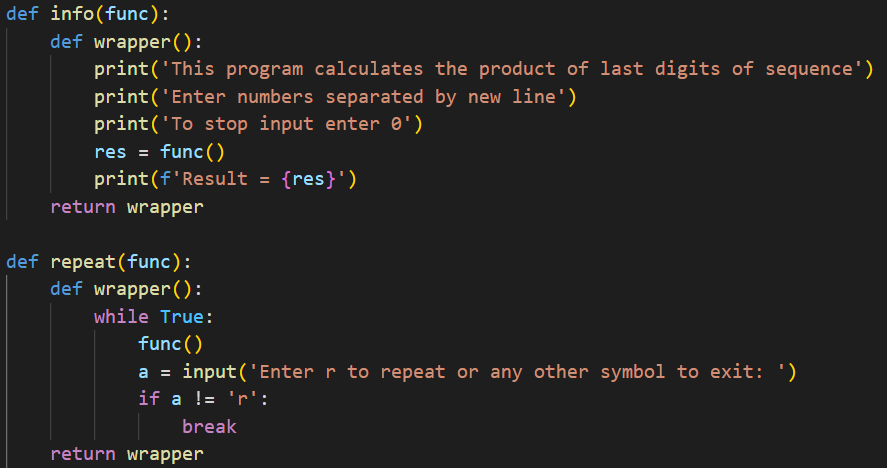 def info(func):
    def wrapper():
        print('This program calculates the product of last digits of sequence')
        print('Enter numbers separated by new line')
        print('To stop input enter 0')
        res = func()
        print(f'Result = {res}')
    return wrapper

def repeat(func):
    def wrapper():
        while True:
            func()
            a = input('Enter r to repeat or any other symbol to exit: ')
            if a != 'r':
                break
    return wrapper